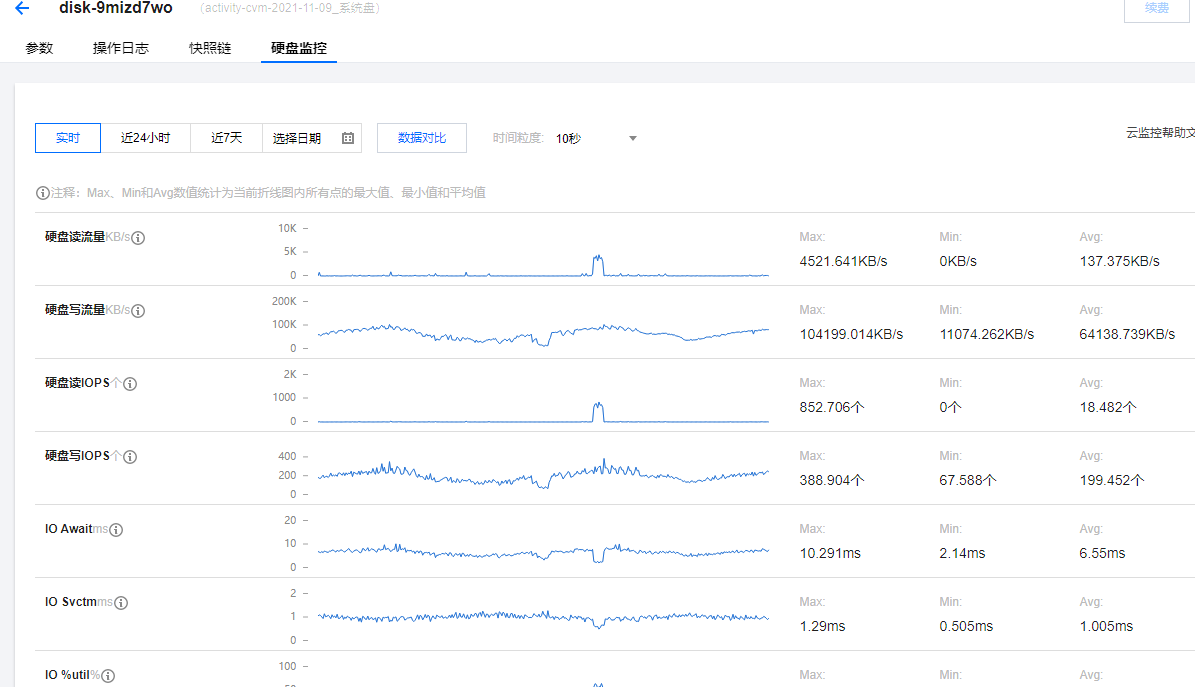 disk-9mizd7wo (activity-cvm-2021-11-09_系统盘) 续费
参数 操作日志 快照链 硬盘监控
实时 近24小时 近7天 选择日期 数据对比 时间粒度: 10秒 云监控帮助文
注释: Max、Min和Avg数值统计为当前折线图内所有点的最大值、最小值和平均值
硬盘读流量KB/s
10K
5K
0
Max: Min: Avg:
4521.641KB/s 0KB/s 137.375KB/s
硬盘写流量KB/s
200K
100K
0
Max: Min: Avg:
104199.014KB/s 11074.262KB/s 64138.739KB/s
硬盘读IOPS个
2K
1000
0
Max: Min: Avg:
852.706个 0个 18.482个
硬盘写IOPS个
400
200
0
Max: Min: Avg:
388.904个 67.588个 199.452个
IO Awaitms
20
10
0
Max: Min: Avg:
10.291ms 2.14ms 6.55ms
IO Svctmms
2
1
0
Max: Min: Avg:
1.29ms 0.505ms 1.005ms
IO %util%
100
50
Max: Min: Avg: